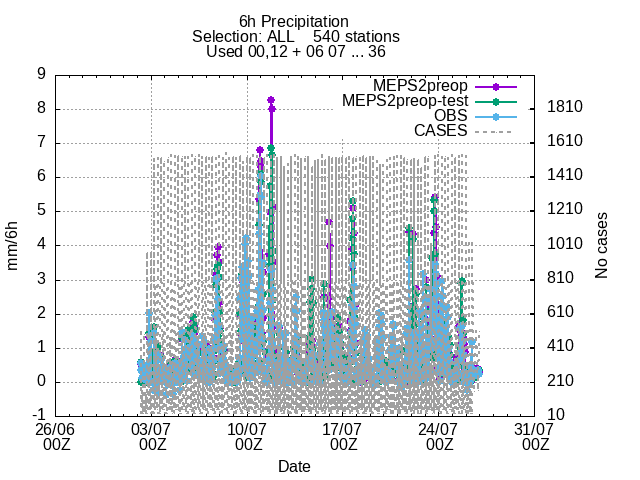 6h Precipitation
Selection: ALL 540 stations
Used 00,12 + 06 07 ... 36
9
8
7
6
5
4
3
2
1
0
-1
mm/6h
MEPS2preop
MEPS2preop-test
OBS
CASES
1810
1610
1410
1210
1010
810
610
410
210
10
No cases
26/06 03/07 10/07 17/07 24/07 31/07
00Z 00Z 00Z 00Z 00Z 00Z
Date